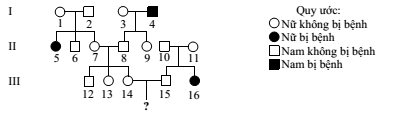 I
1 2 3 4
II
5 6 7 8 9 10 11
III
12 13 14 15 16
?
Quy ước:
Nữ không bị bệnh
Nữ bị bệnh
Nam không bị bệnh
Nam bị bệnh